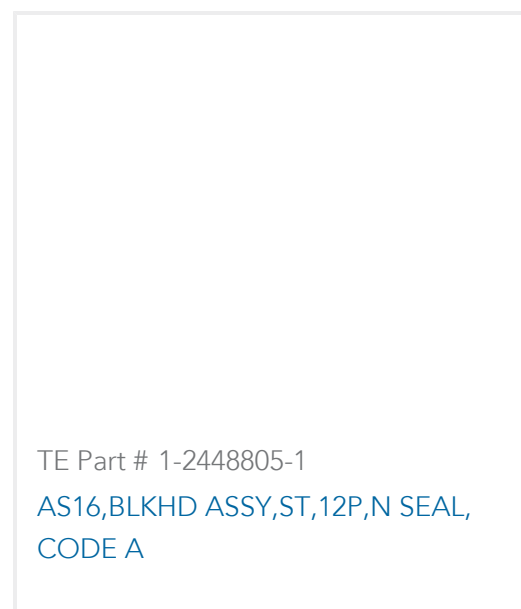 TE Part # 1-2448805-1
AS16,BLKHD ASSY,ST,12P,N SEAL,
CODE A